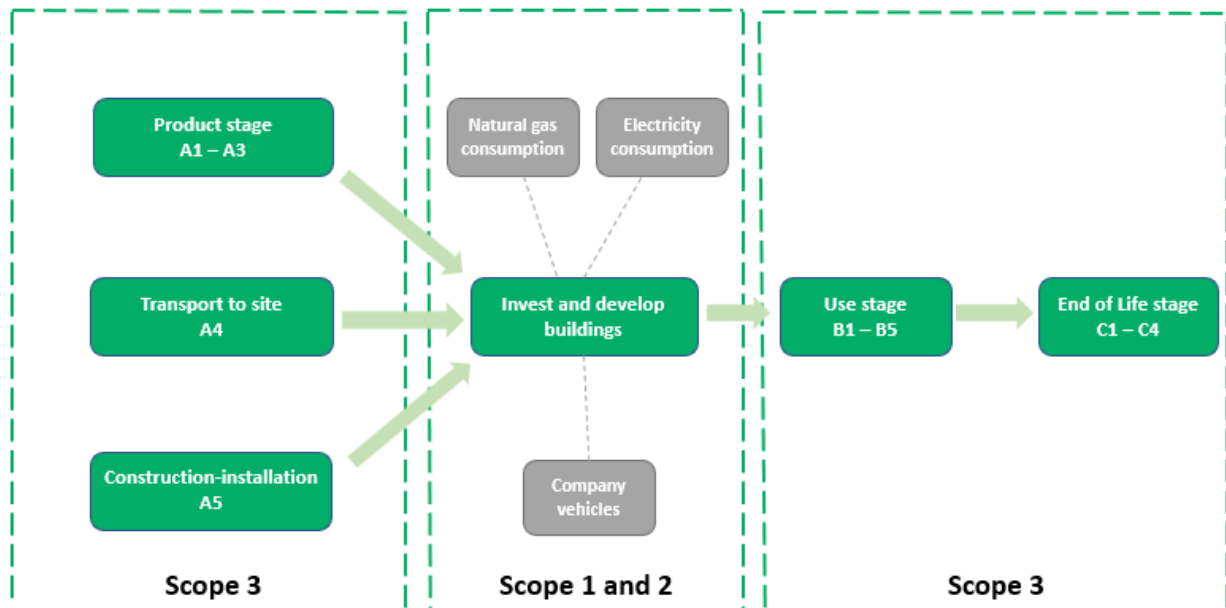 Product stage
A1 – A3
Transport to site
A4
Construction-installation
A5
Scope 3
Natural gas
consumption
Electricity
consumption
Invest and develop
buildings
Company
vehicles
Scope 1 and 2
Use stage
B1 – B5
End of Life stage
C1 – C4
Scope 3